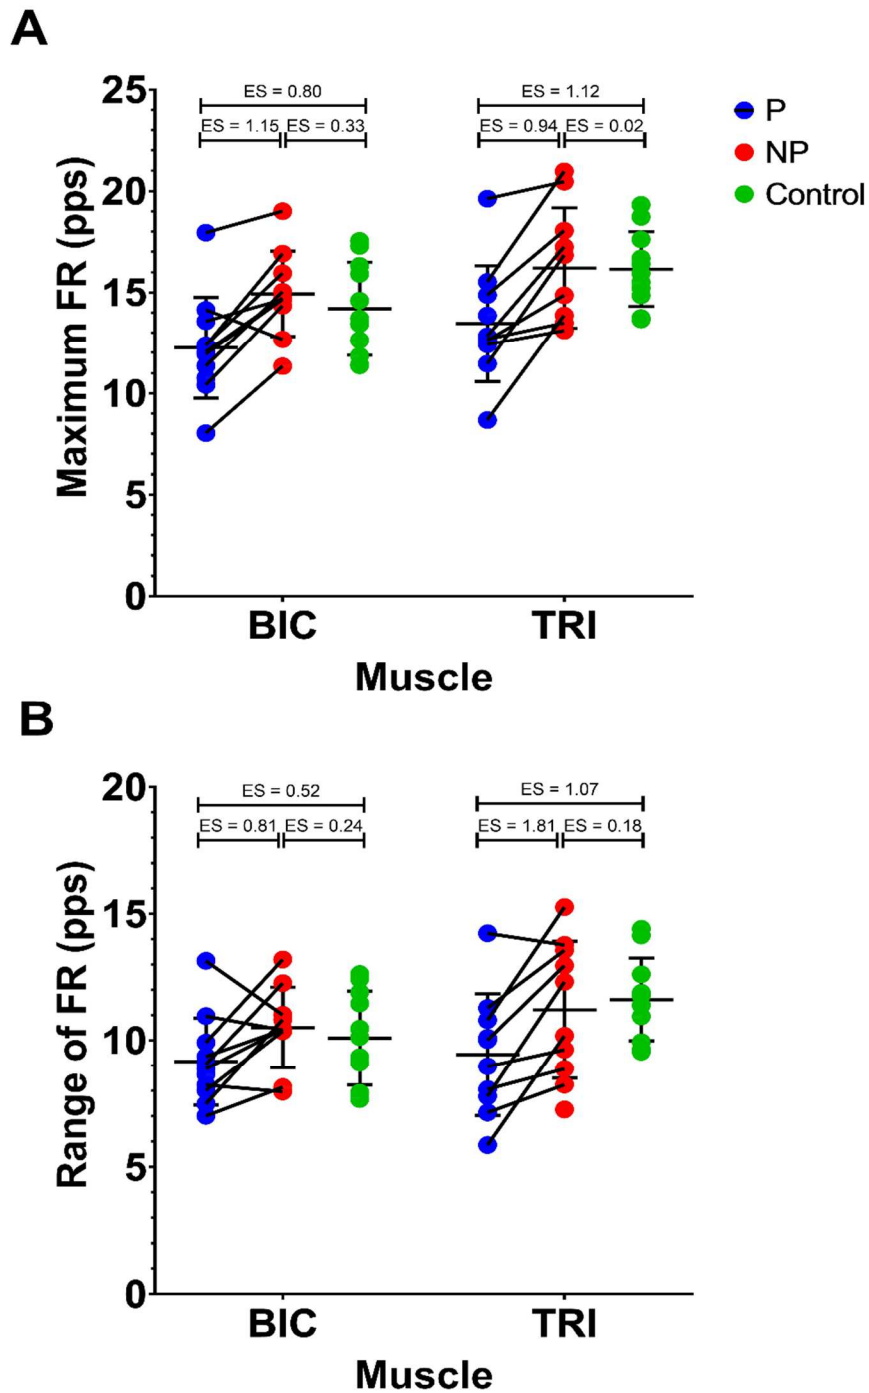 A
ES = 0.80
ES = 1.15 ES = 0.33
ES = 1.12
ES = 0.94 ES = 0.02
P
NP
Control
25
20
15
10
5
0
Maximum FR (pps)
BIC TRI
Muscle
B
ES = 0.52
ES = 0.81 ES = 0.24
ES = 1.07
ES = 1.81 ES = 0.18
20
15
10
5
0
Range of FR (pps)
BIC TRI
Muscle